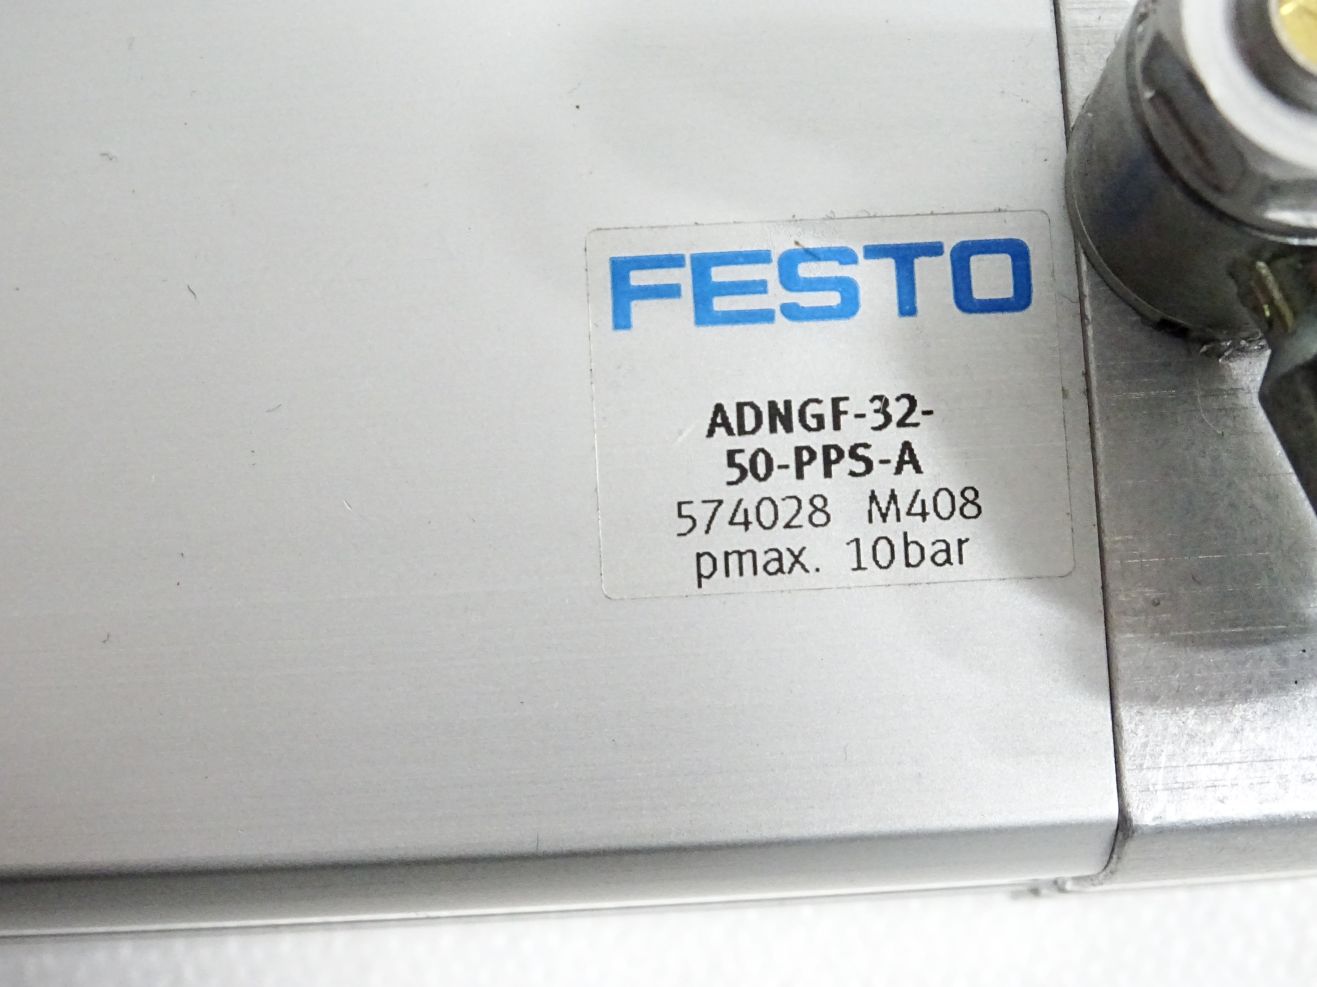 FESTO
ADNGF-32-
50-PPS-A
574028 M408
pmax. 10bar